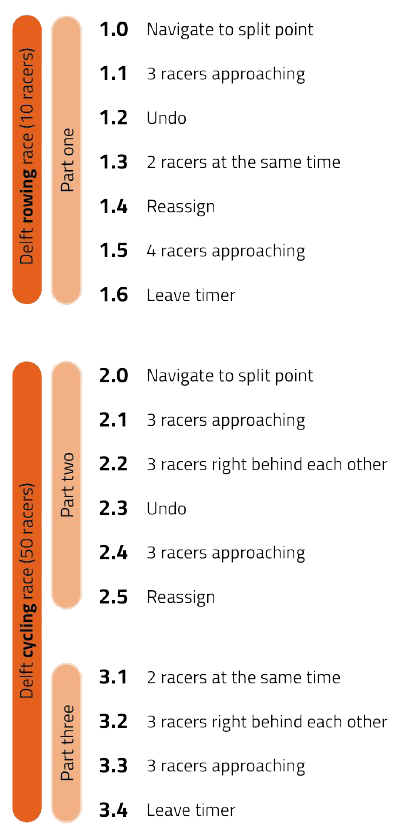 Delft rowing race (10 racers)
Part one
1.0 Navigate to split point
1.1 3 racers approaching
1.2 Undo
1.3 2 racers at the same time
1.4 Reassign
1.5 4 racers approaching
1.6 Leave timer
Delft cycling race (50 racers)
Part two
2.0 Navigate to split point
2.1 3 racers approaching
2.2 3 racers right behind each other
2.3 Undo
2.4 3 racers approaching
2.5 Reassign
Part three
3.1 2 racers at the same time
3.2 3 racers right behind each other
3.3 3 racers approaching
3.4 Leave timer